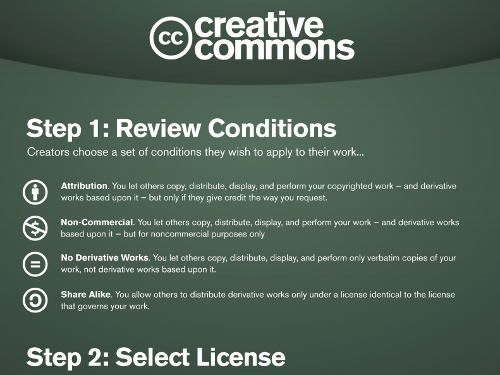 cc creative
commons
Step 1: Review Conditions
Creators choose a set of conditions they wish to apply to their work...
Attribution. You let others copy, distribute, display, and perform your copyrighted work – and derivative
works based upon it – but only if they give credit the way you request.
Non-Commercial. You let others copy, distribute, display, and perform your work – and derivative works
based upon it – but for noncommercial purposes only
No Derivative Works. You let others copy, distribute, display, and perform only verbatim copies of your
work, not derivative works based upon it.
Share Alike. You allow others to distribute derivative works only under a license identical to the license
that governs your work.
Step 2: Select License